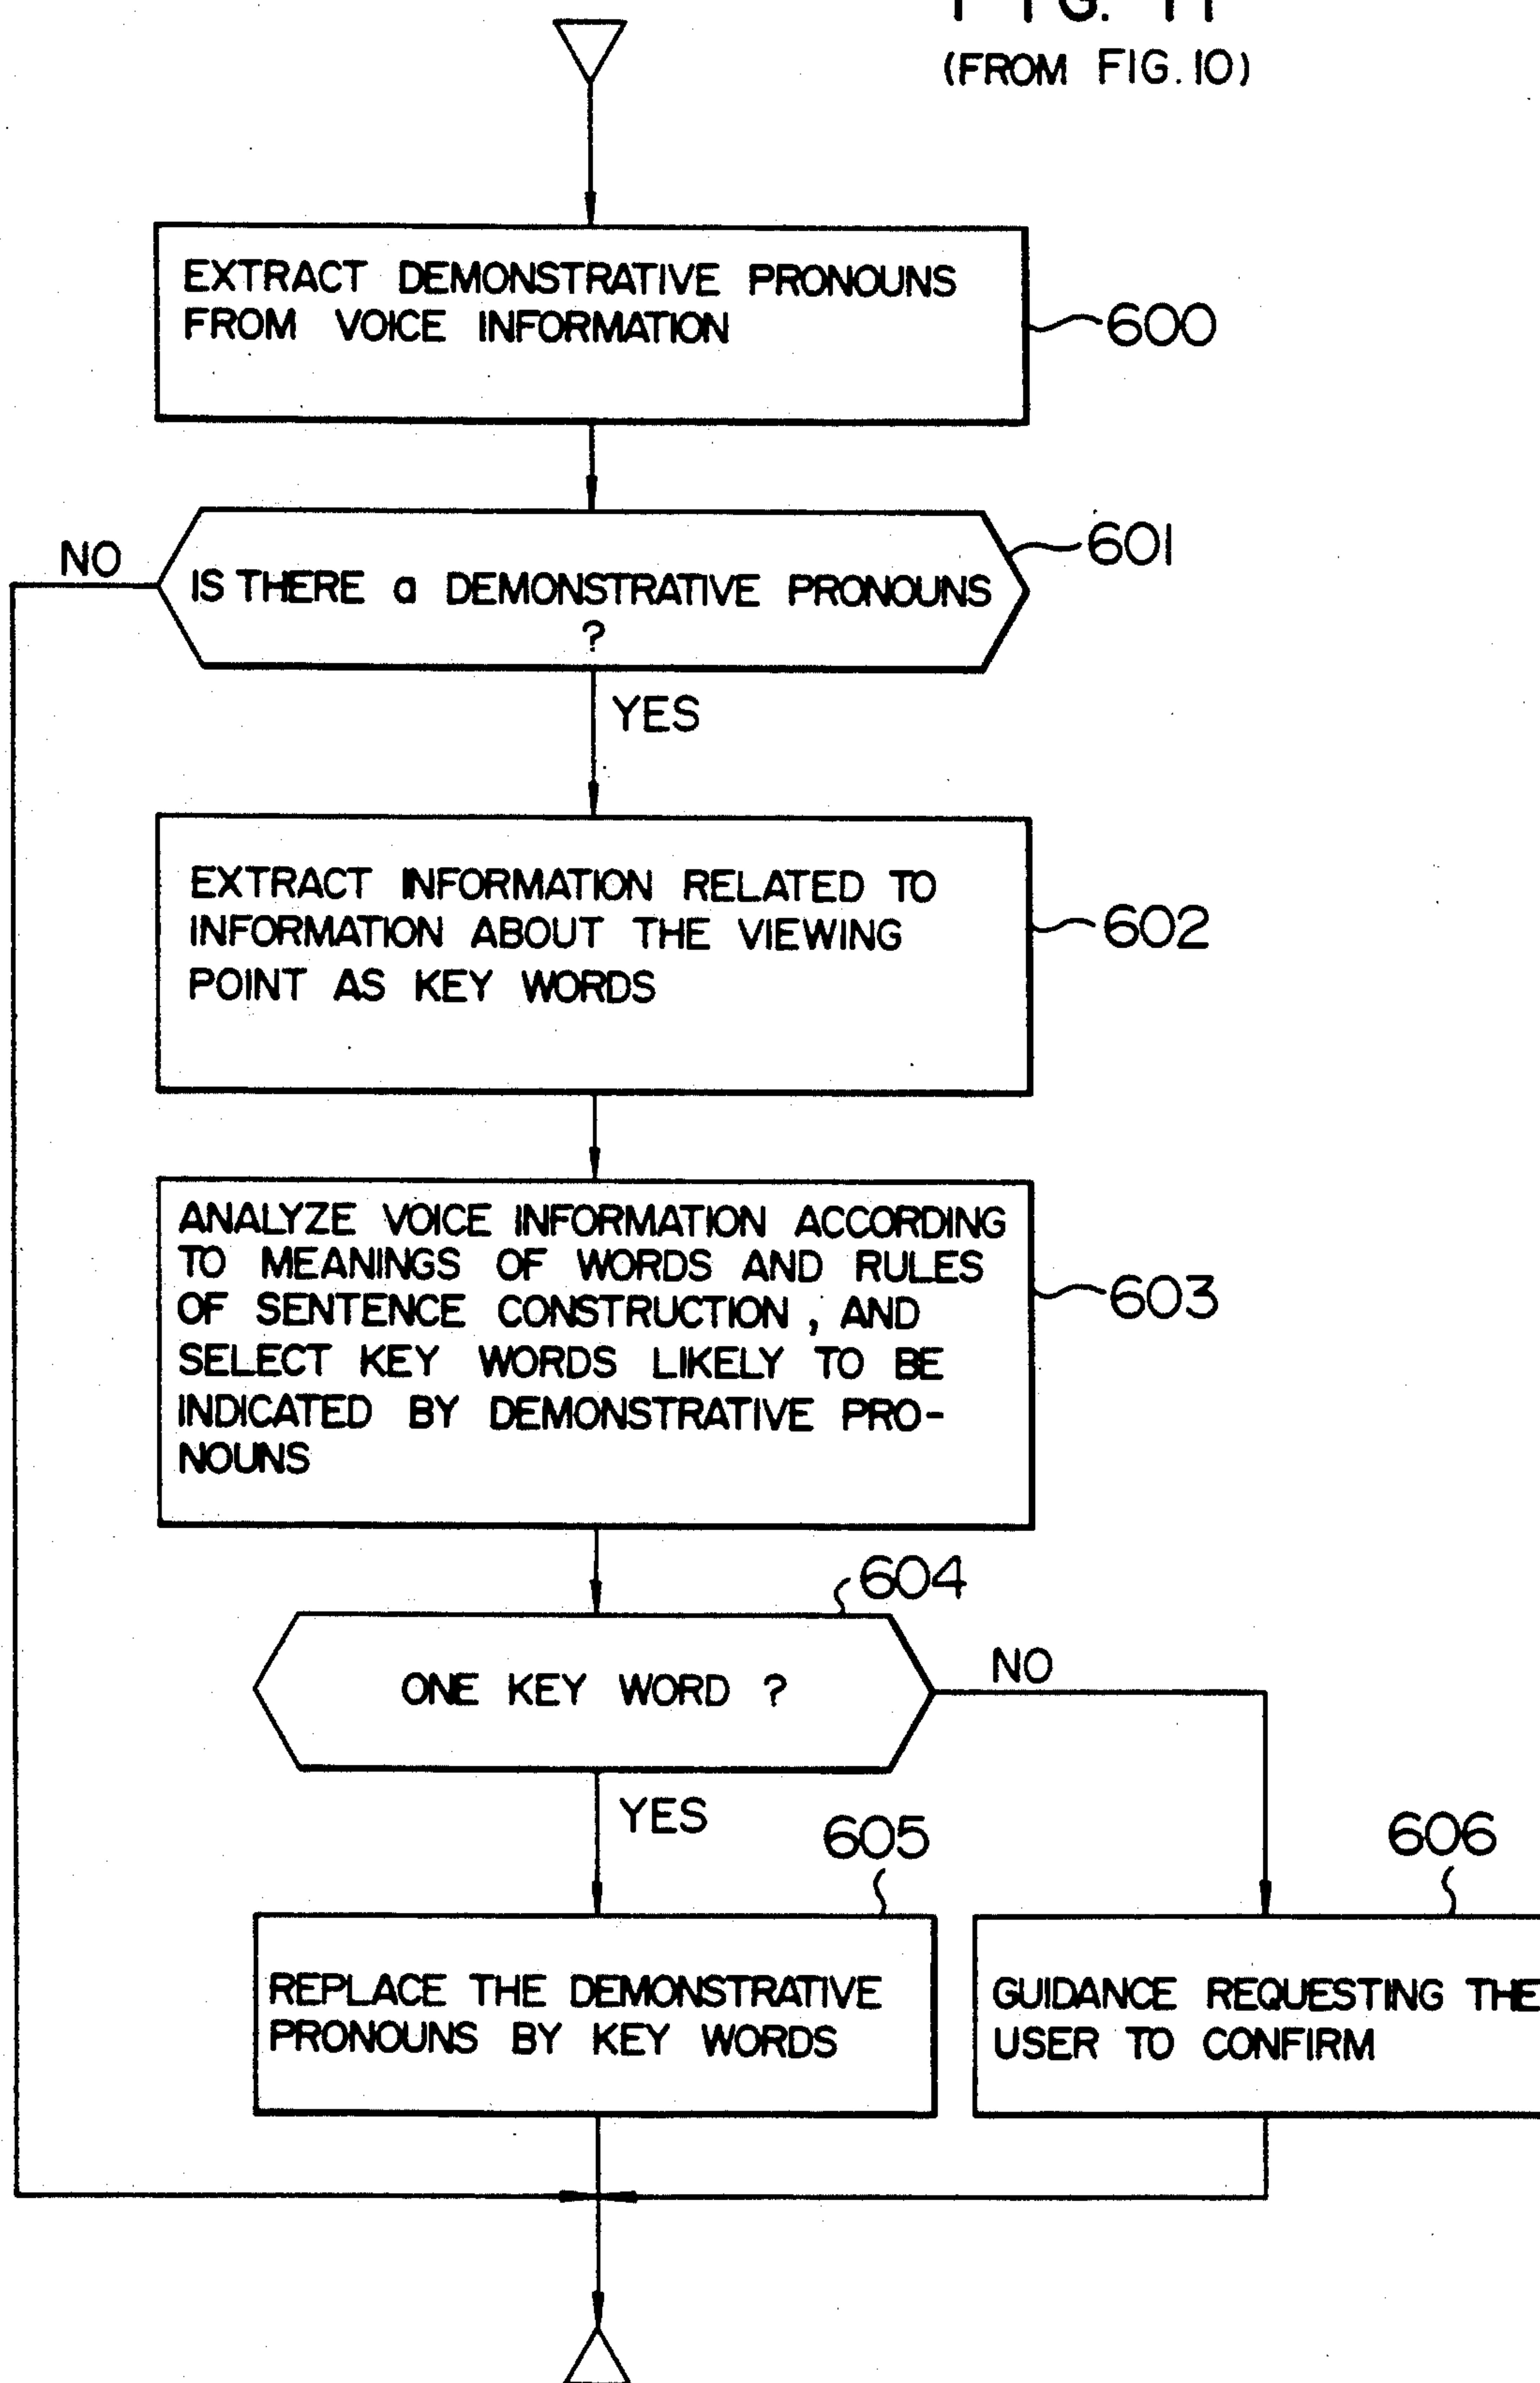 FIG. 11
(FROM FIG. 10)
EXTRACT DEMONSTRATIVE PRONOUNS
FROM VOICE INFORMATION
600
601
NO
IS THERE a DEMONSTRATIVE PRONOUNS
?
YES
EXTRACT INFORMATION RELATED TO
INFORMATION ABOUT THE VIEWING
POINT AS KEY WORDS
602
ANALYZE VOICE INFORMATION ACCORDING
TO MEANINGS OF WORDS AND RULES
OF SENTENCE CONSTRUCTION, AND
SELECT KEY WORDS LIKELY TO BE
INDICATED BY DEMONSTRATIVE PRO-
NOUNS
603
604
ONE KEY WORD ?
NO
YES
605
606
REPLACE THE DEMONSTRATIVE
PRONOUNS BY KEY WORDS
GUIDANCE REQUESTING THE
USER TO CONFIRM